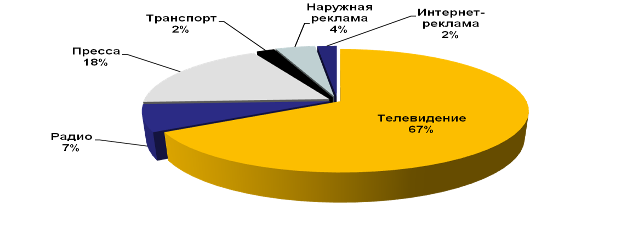 Транспорт
2%
Наружная
реклама
4%
Интернет-
реклама
2%
Пресса
18%
Телевидение
67%
Радио
7%